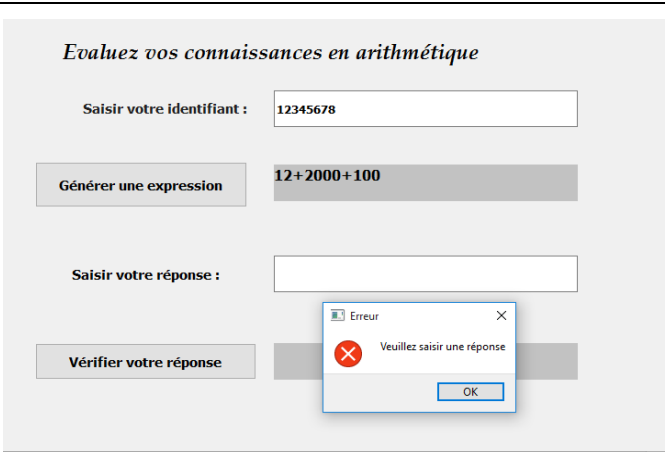 Evaluez vos connaissances en arithmétique
Saisir votre identifiant :
12345678
Générer une expression
12+2000+100
Saisir votre réponse :
Erreur
Veuillez saisir une réponse
OK
Vérifier votre réponse